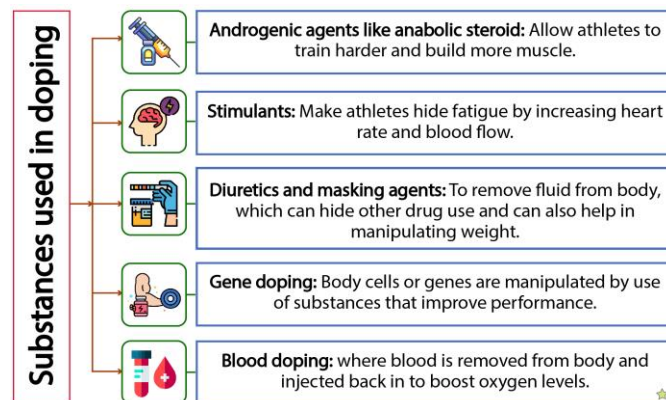 Substances used in doping
Androgenic agents like anabolic steroid: Allow athletes to
train harder and build more muscle.
Stimulants: Make athletes hide fatigue by increasing heart
rate and blood flow.
Diuretics and masking agents: To remove fluid from body,
which can hide other drug use and can also help in
manipulating weight.
Gene doping: Body cells or genes are manipulated by use
of substances that improve performance.
Blood doping: where blood is removed from body and
injected back in to boost oxygen levels.